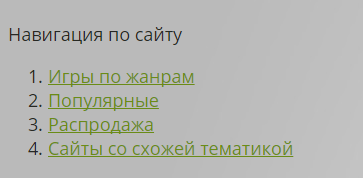 Навигация по сайту
1. Игры по жанрам
2. Популярные
3. Распродажа
4. Сайты со схожей тематикой